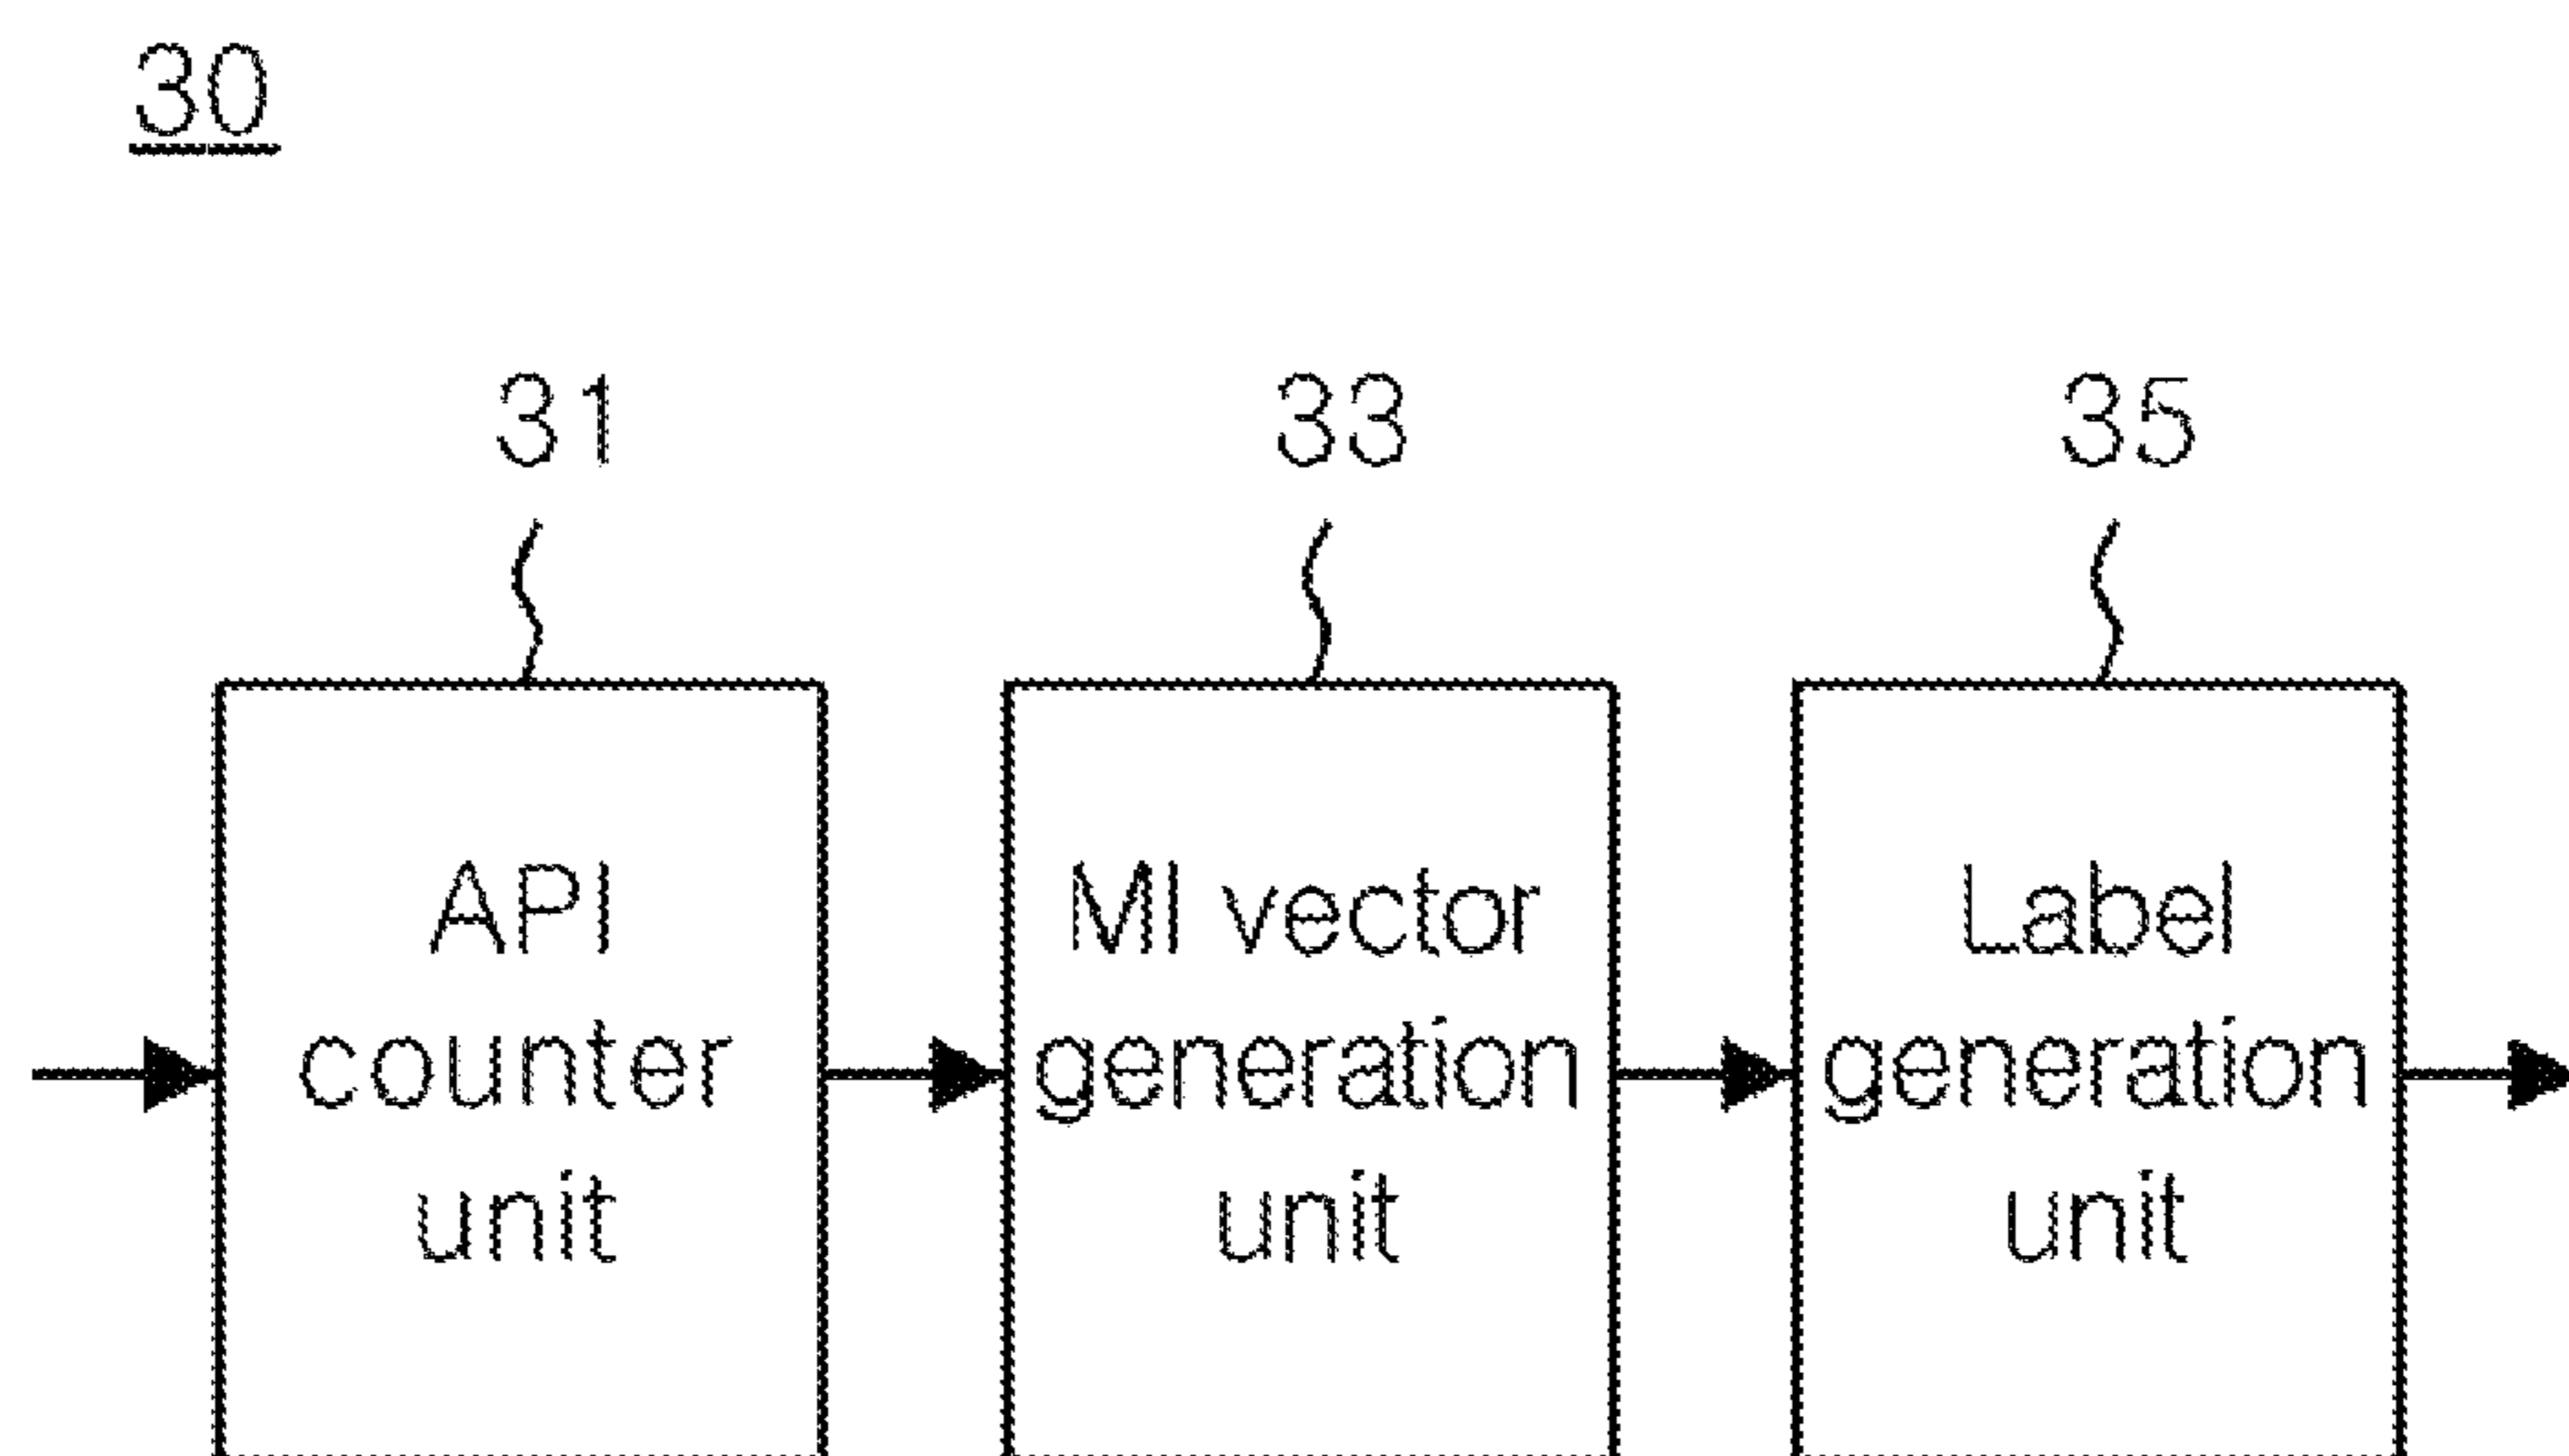 30
31
33
35
API
counter
unit
MI vector
generation
unit
Label
generation
unit